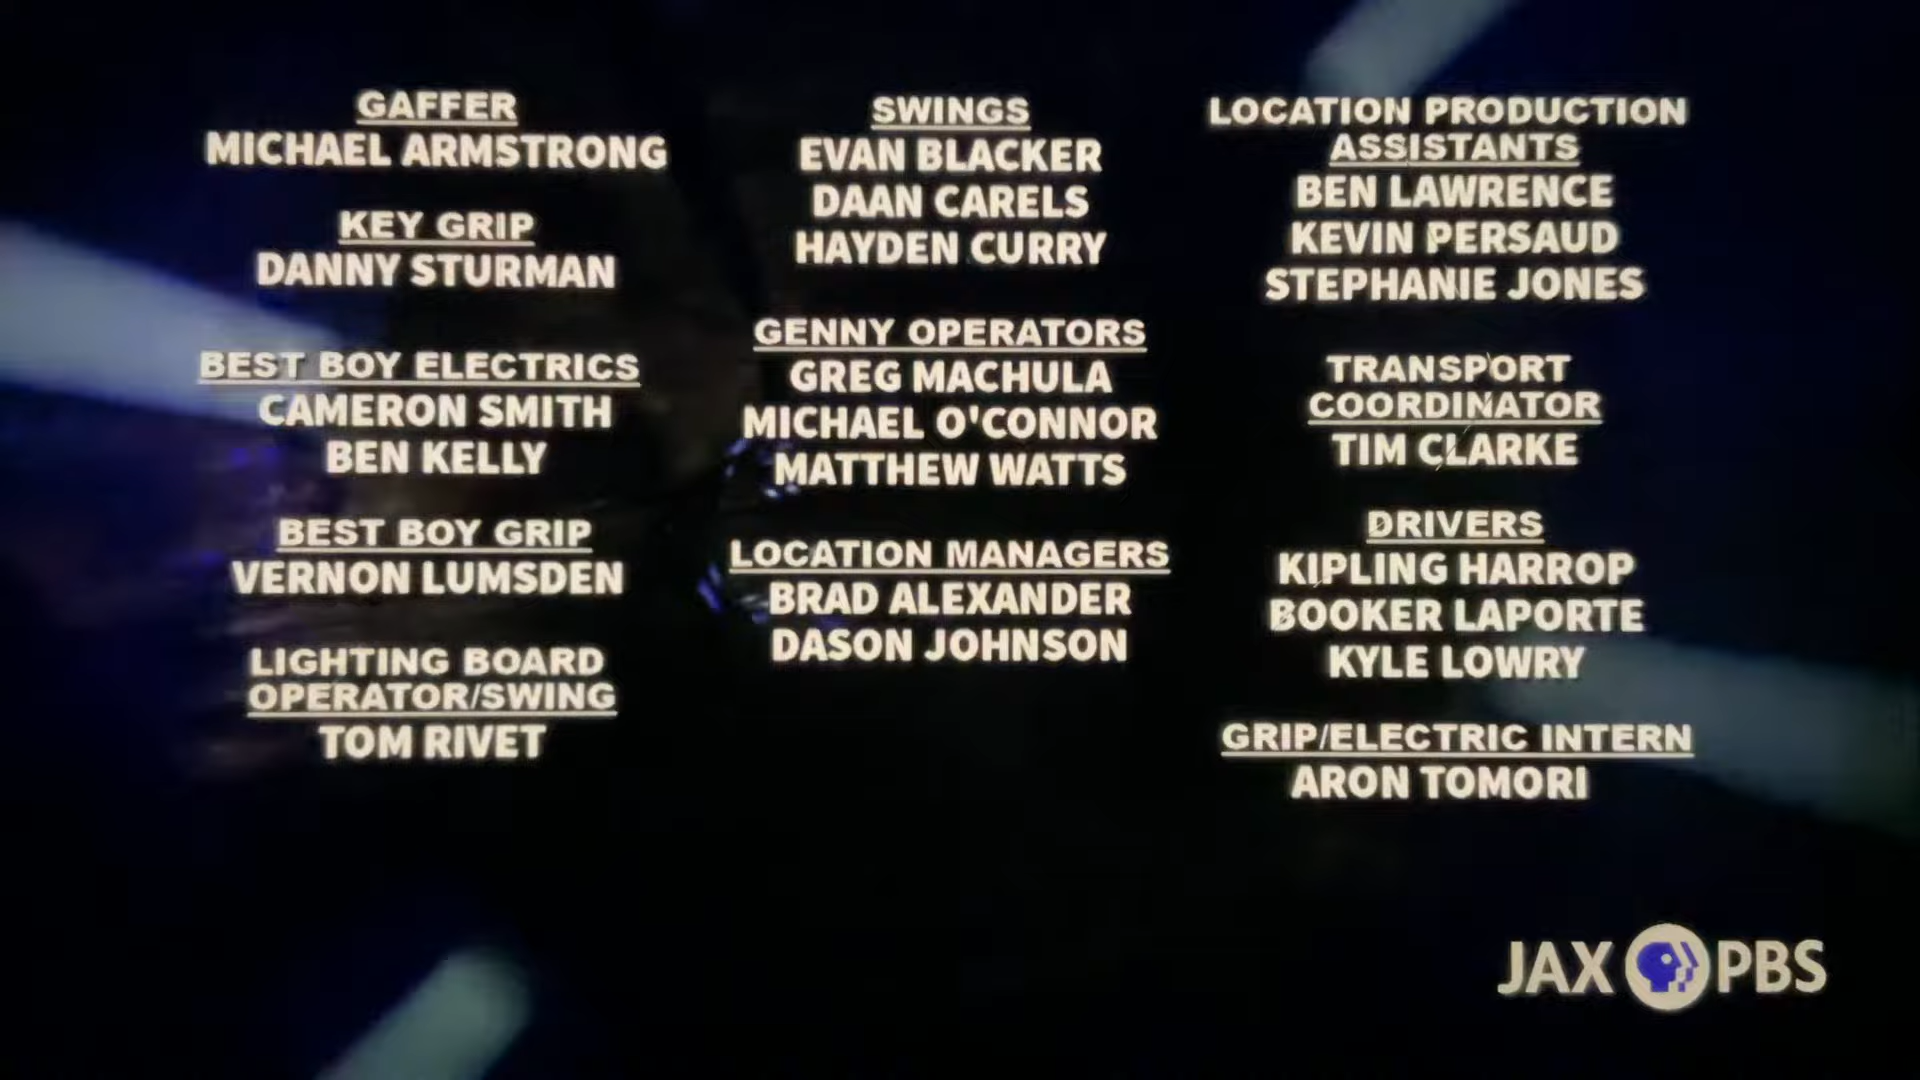 GAFFER
MICHAEL ARMSTRONG
KEY GRIP
DANNY STURMAN
BEST BOY ELECTRICS
CAMERON SMITH
BEN KELLY
BEST BOY GRIP
VERNON LUMSDEN
LIGHTING BOARD
OPERATOR/SWING
TOM RIVET
SWINGS
EVAN BLACKER
DAAN CARELS
HAYDEN CURRY
GENNY OPERATORS
GREG MACHULA
MICHAEL O'CONNOR
MATTHEW WATTS
LOCATION MANAGERS
BRAD ALEXANDER
DASON JOHNSON
LOCATION PRODUCTION
ASSISTANTS
BEN LAWRENCE
KEVIN PERSAUD
STEPHANIE JONES
TRANSPORT
COORDINATOR
TIM CLARKE
DRIVERS
KIPLING HARROP
BOOKER LAPORTE
KYLE LOWRY
GRIP/ELECTRIC INTERN
ARON TOMORI
JAX PBS